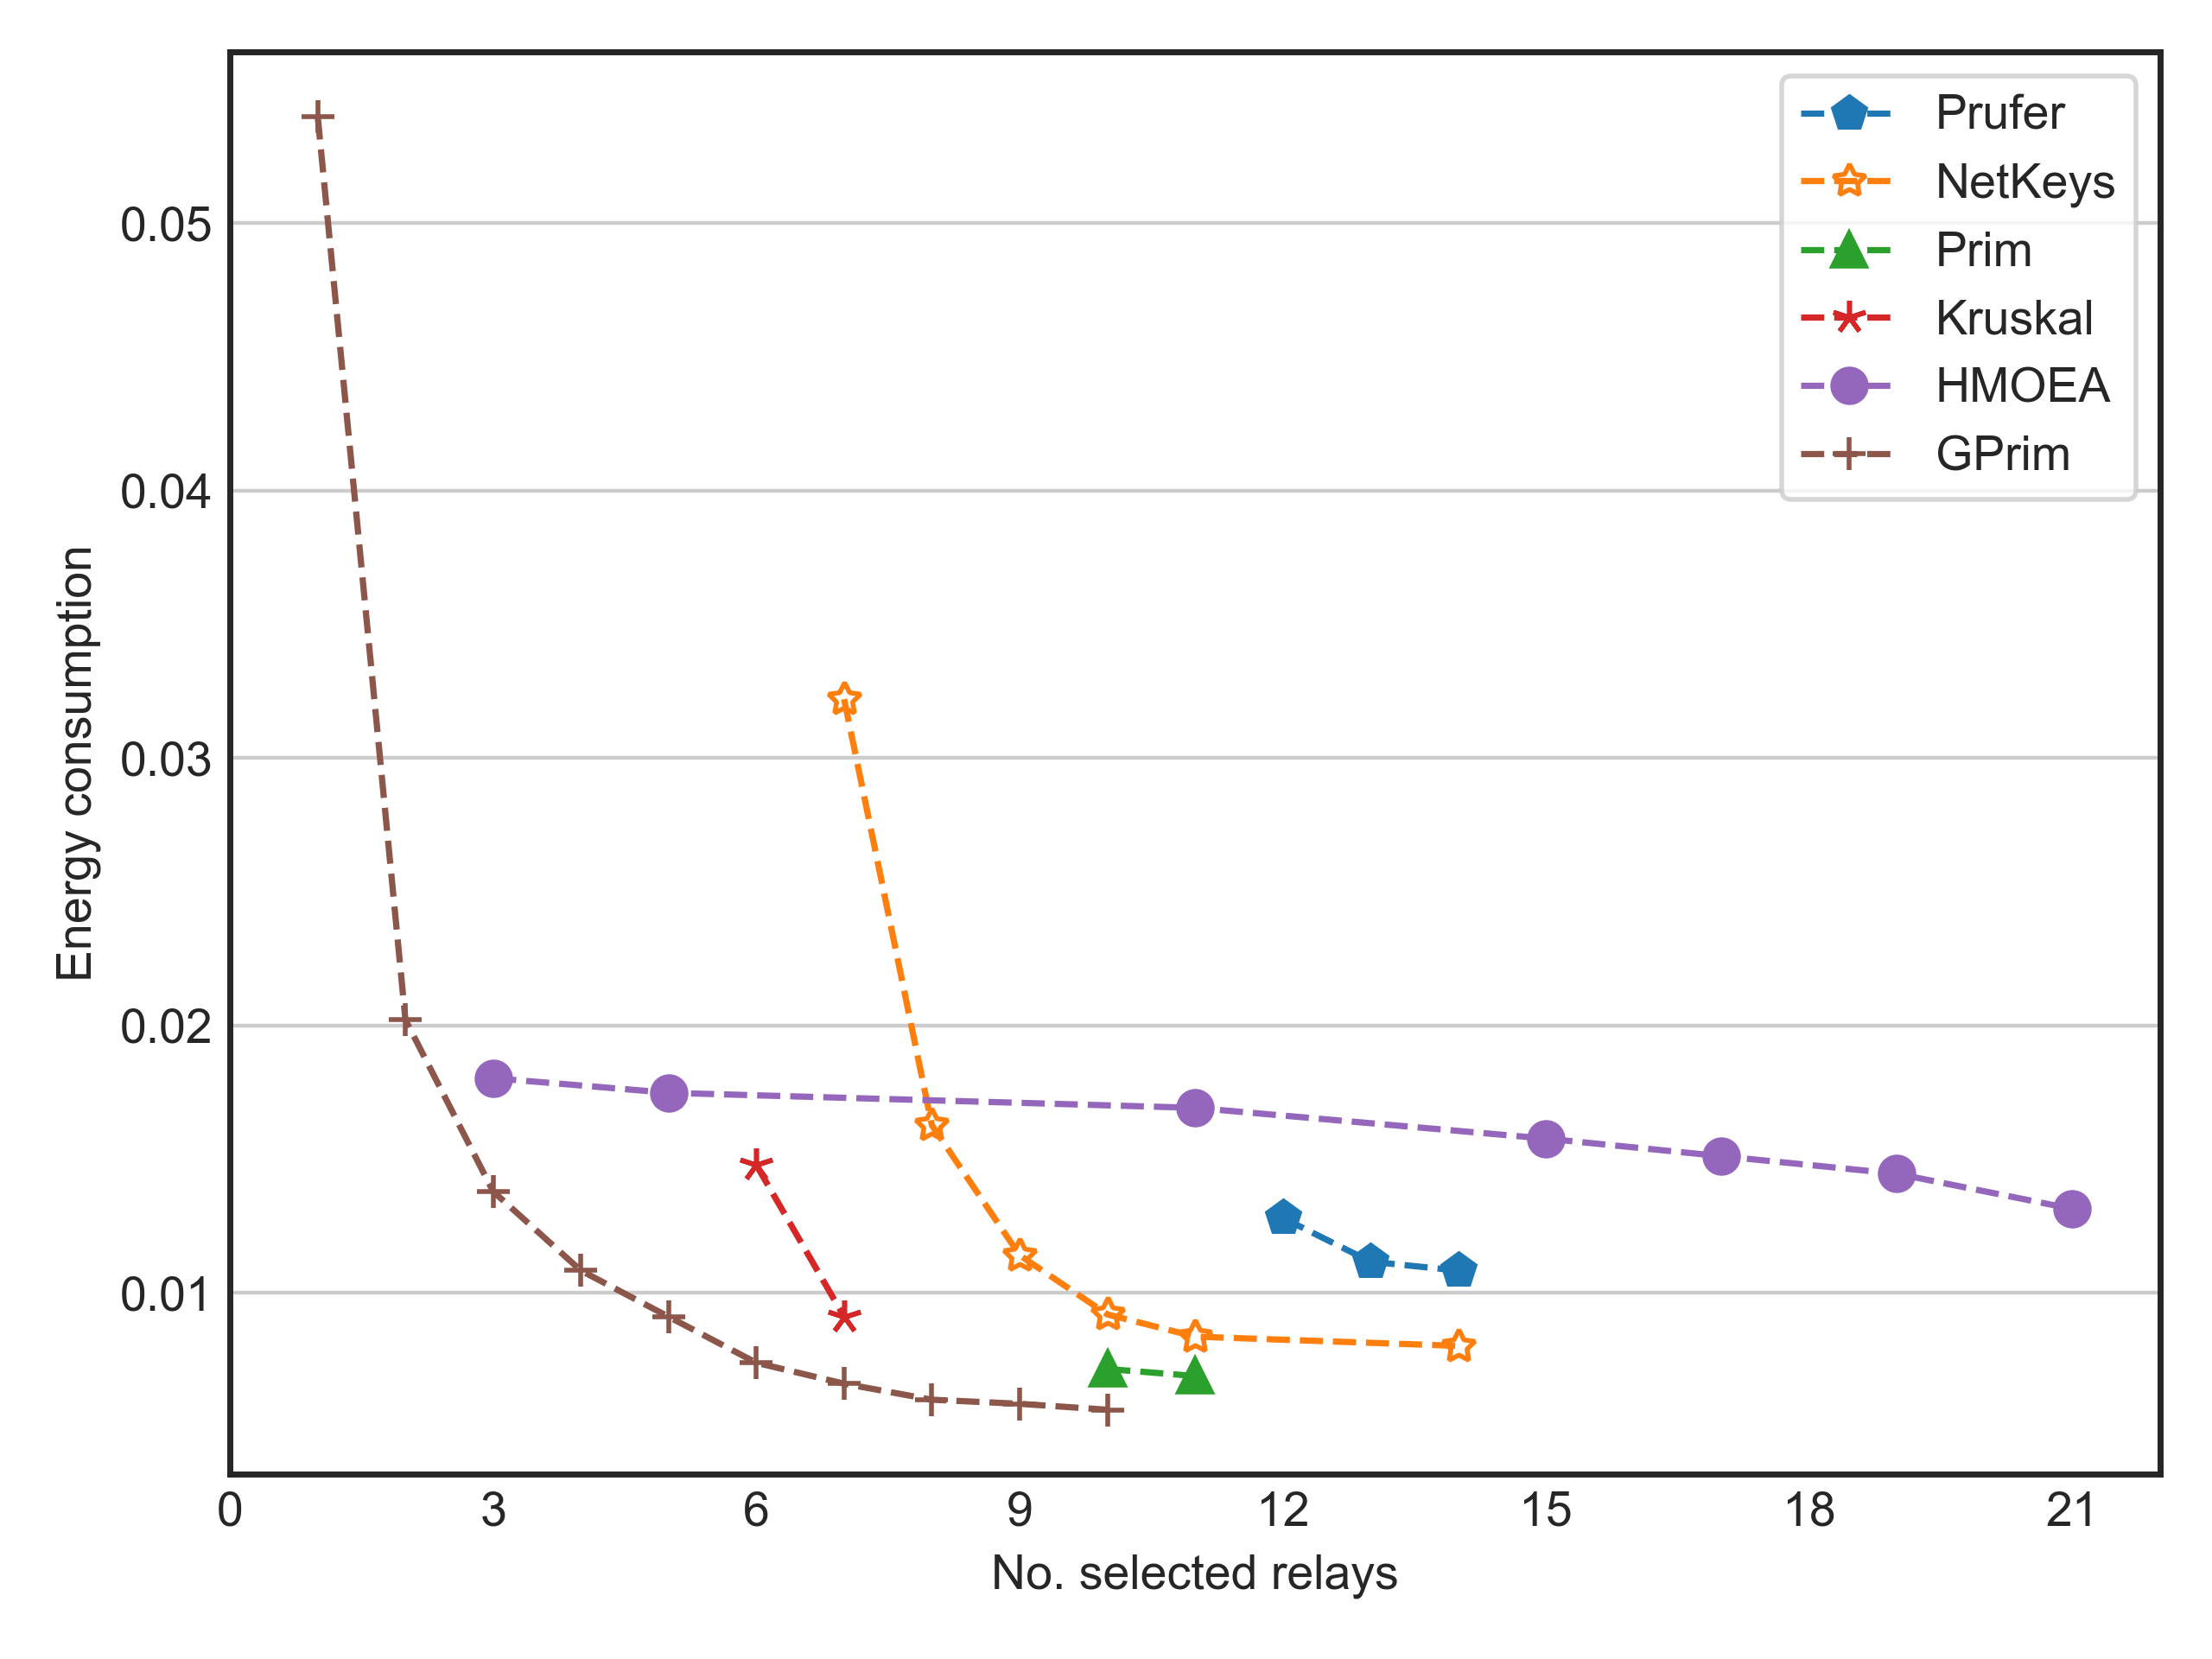 Prufer
NetKeys
Prim
Kruskal
HMOEA
GPrim
0.05
0.04
0.03
0.02
0.01
Energy consumption
0 3 6 9 12 15 18 21
No. selected relays